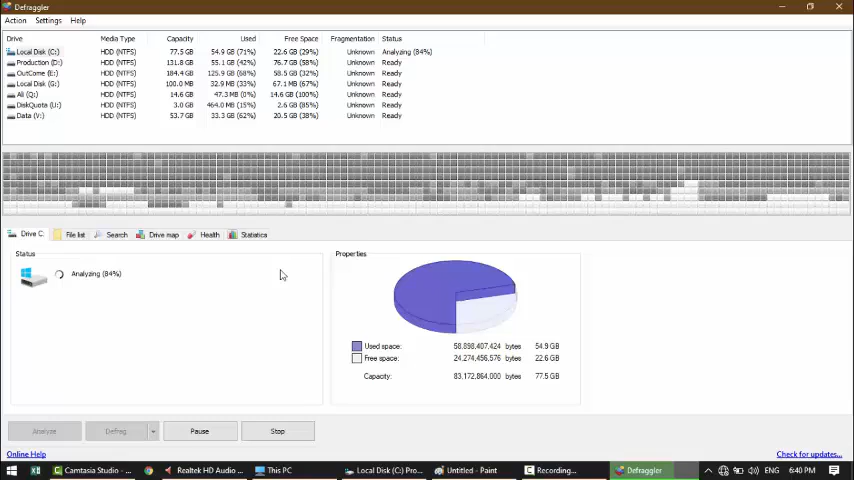 Defraggler
Action Settings Help
Drive Media Type Capacity Used Free Space Fragmentation Status
Local Disk (C:) HDD (NTFS) 77.5 GB 54.9 GB (71%) 22.6 GB (29%) Unknown Analyzing (84%)
Production (D:) HDD (NTFS) 131.8 GB 55.1 GB (42%) 76.7 GB (58%) Unknown Ready
OutCome (E:) HDD (NTFS) 184.4 GB 125.9 GB (68%) 58.5 GB (32%) Unknown Ready
Local Disk (G:) HDD (NTFS) 100.0 MB 32.9 MB (33%) 67.1 MB (67%) Unknown Ready
Ali (Q:) HDD (NTFS) 14.6 GB 47.3 MB (0%) 14.6 GB (100%) Unknown Ready
DiskQuota (U:) HDD (NTFS) 3.0 GB 464.0 MB (15%) 2.6 GB (85%) Unknown Ready
Data (V:) HDD (NTFS) 53.7 GB 33.3 GB (62%) 20.5 GB (38%) Unknown Ready
Drive C: File list Search Drive map Health Statistics
Status
Analyzing (84%)
Properties
Used space: 58,898,407,424 bytes 54.9 GB
Free space: 24,274,456,576 bytes 22.6 GB
Capacity: 83,172,864,000 bytes 77.5 GB
Analyze Defrag Pause Stop
Online Help Check for updates...
Camtasia Studio - ... Realtek HD Audio ... This PC Local Disk (C:) Pro... Untitled - Paint Recording... Defraggler ENG 6:40 PM